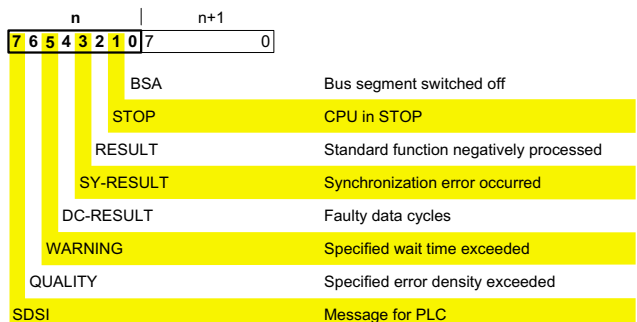 n n+1
7 6 5 4 3 2 1 0 7 0
BSA Bus segment switched off
STOP CPU in STOP
RESULT Standard function negatively processed
SY-RESULT Synchronization error occurred
DC-RESULT Faulty data cycles
WARNING Specified wait time exceeded
QUALITY Specified error density exceeded
SDSI Message for PLC